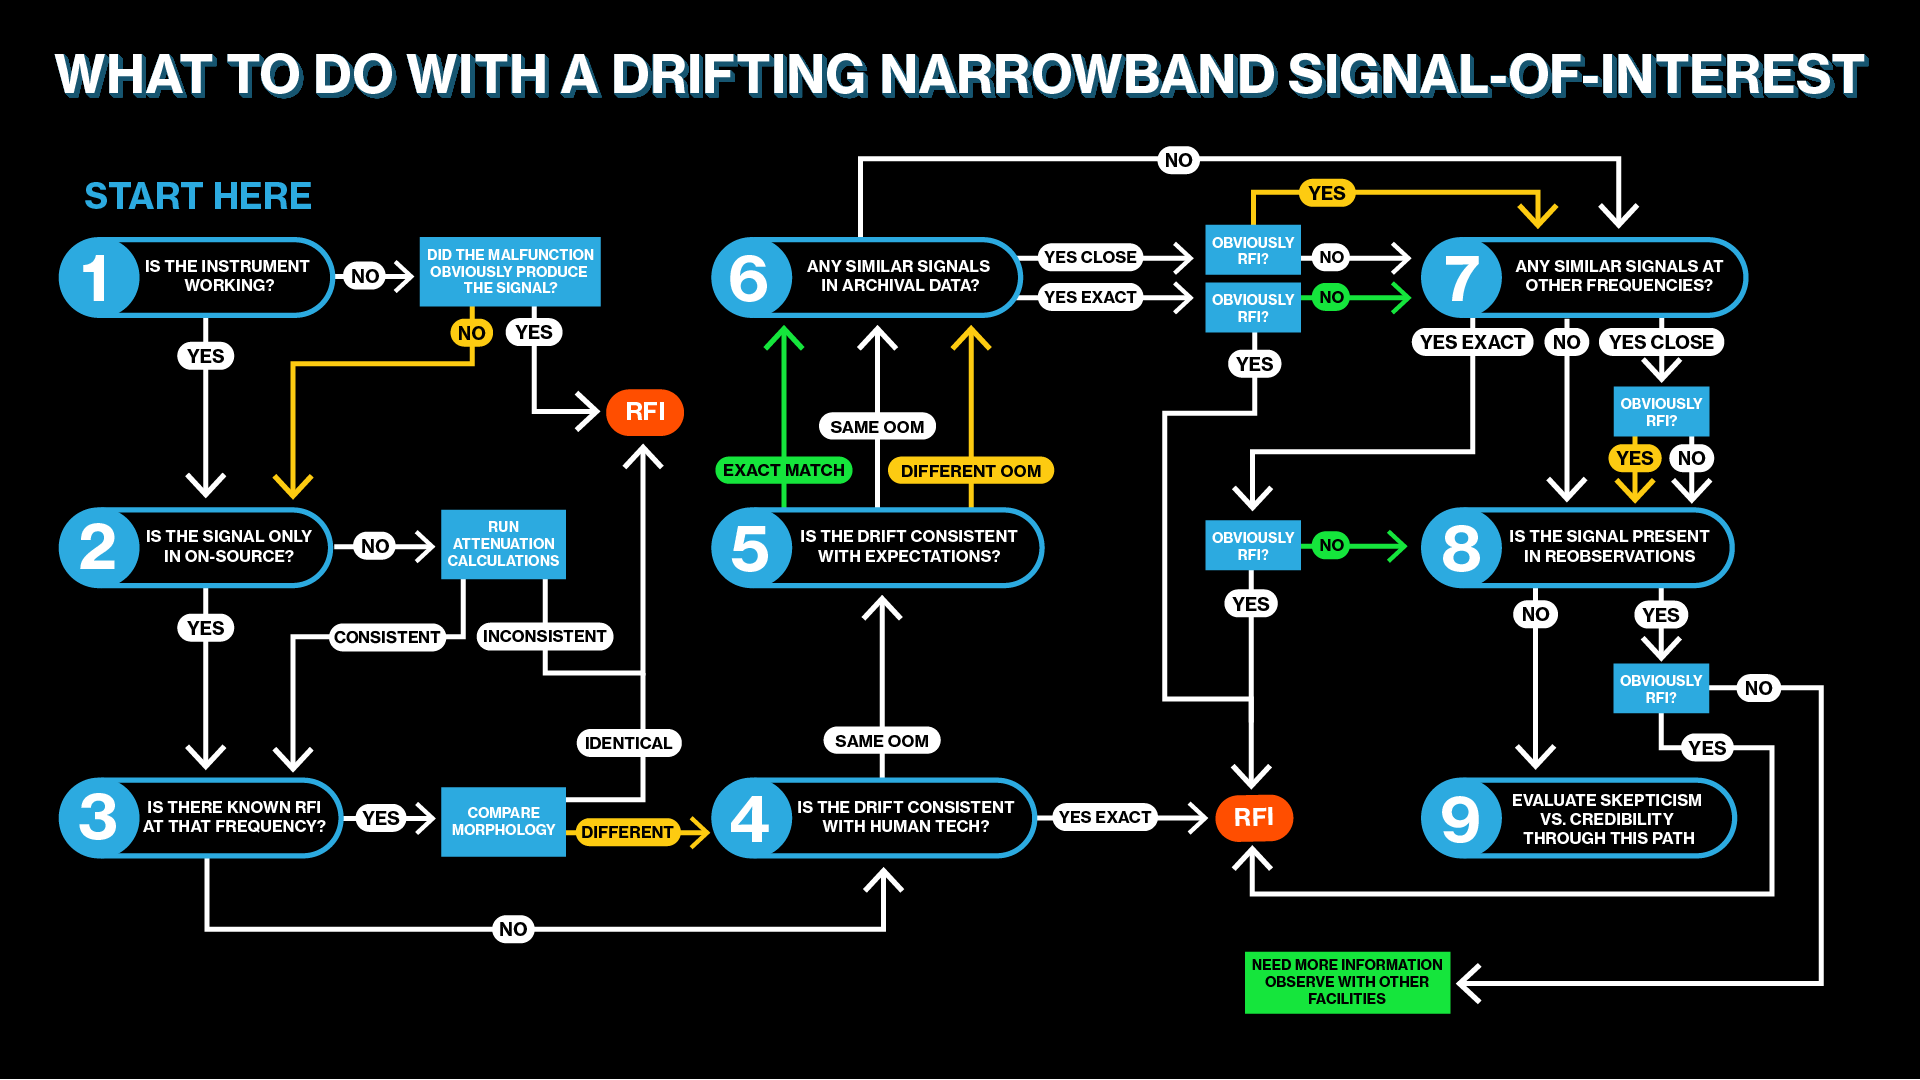 WHAT TO DO WITH A DRIFTING NARROWBAND SIGNAL-OF-INTEREST
START HERE
1
IS THE INSTRUMENT
WORKING?
NO
DID THE MALFUNCTION
OBVIOUSLY PRODUCE
THE SIGNAL?
NO
YES
YES
RFI
2
IS THE SIGNAL ONLY
IN ON-SOURCE?
NO
RUN
ATTENUATION
CALCULATIONS
YES
CONSISTENT
INCONSISTENT
IDENTICAL
3
IS THERE KNOWN RFI
AT THAT FREQUENCY?
YES
COMPARE
MORPHOLOGY
DIFFERENT
NO
4
IS THE DRIFT CONSISTENT
WITH HUMAN TECH?
YES EXACT
RFI
SAME OOM
5
IS THE DRIFT CONSISTENT
WITH EXPECTATIONS?
EXACT MATCH
SAME OOM
DIFFERENT OOM
6
ANY SIMILAR SIGNALS
IN ARCHIVAL DATA?
NO
YES CLOSE
YES EXACT
OBVIOUSLY
RFI?
YES
NO
OBVIOUSLY
RFI?
NO
YES
7
ANY SIMILAR SIGNALS AT
OTHER FREQUENCIES?
YES EXACT
NO
YES CLOSE
OBVIOUSLY
RFI?
YES
NO
OBVIOUSLY
RFI?
NO
YES
8
IS THE SIGNAL PRESENT
IN REOBSERVATIONS
NO
YES
OBVIOUSLY
RFI?
NO
YES
9
EVALUATE SKEPTICISM
VS. CREDIBILITY
THROUGH THIS PATH
NEED MORE INFORMATION
OBSERVE WITH OTHER
FACILITIES